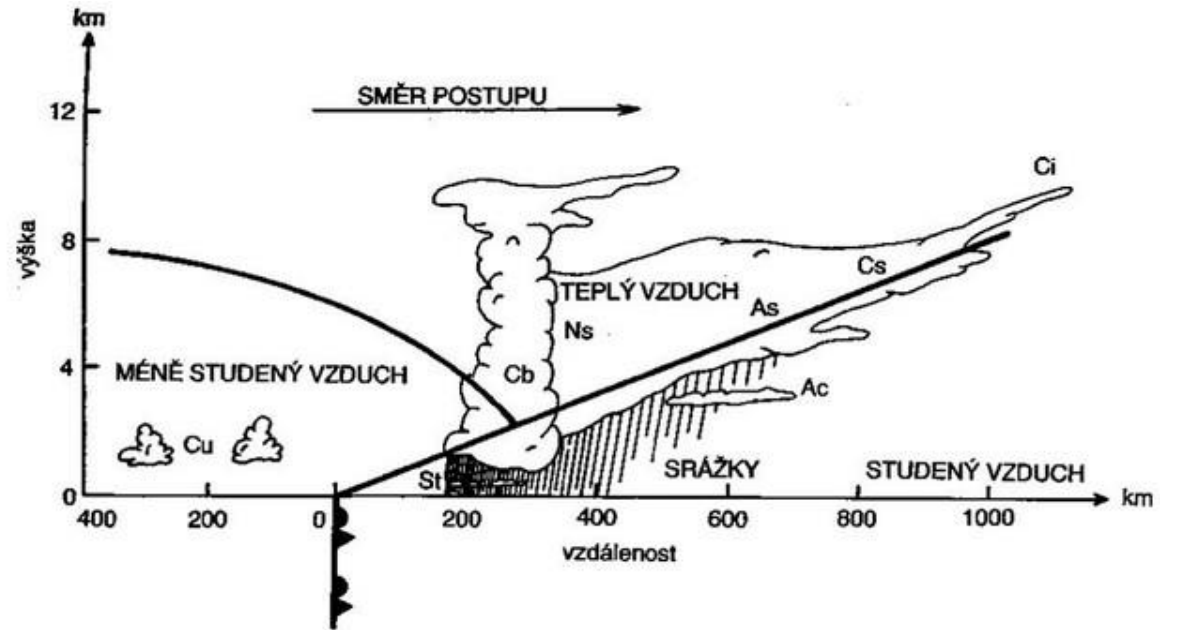 km
12
SMĚR POSTUPU
Ci
8
výška
TEPLÝ VZDUCH
Cs
As
Ns
4
MÉNĚ STUDENÝ VZDUCH
Cb
Ac
Cu
SRÁŽKY
STUDENÝ VZDUCH
St
0
km
400 200 0 200 400 600 800 1000
vzdálenost